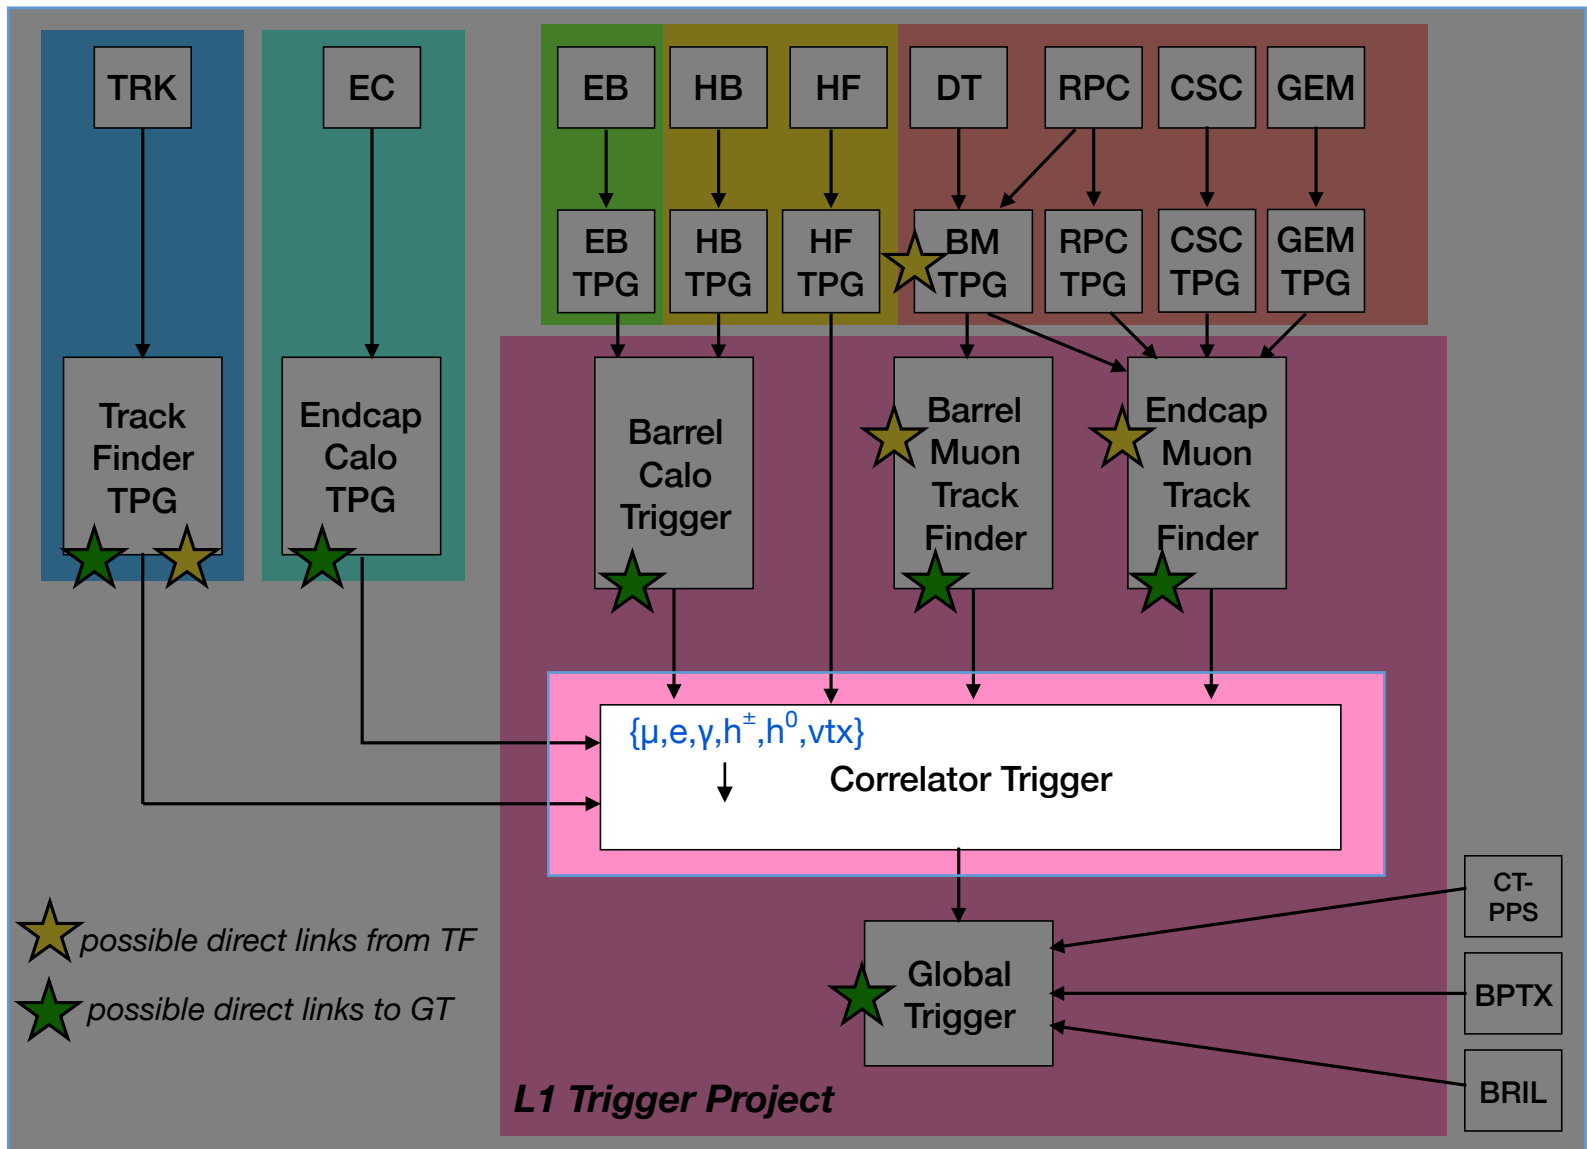 TRK
EC
EB
HB
HF
DT
RPC
CSC
GEM
EB
TPG
HB
TPG
HF
TPG
BM
TPG
RPC
TPG
CSC
TPG
GEM
TPG
Track
Finder
TPG
Endcap
Calo
TPG
Barrel
Calo
Trigger
Barrel
Muon
Track
Finder
Endcap
Muon
Track
Finder
{μ,e,γ,h±,h⁰,vtx}
Correlator Trigger
CT-
PPS
possible direct links from TF
possible direct links to GT
Global
Trigger
BPTX
BRIL
L1 Trigger Project